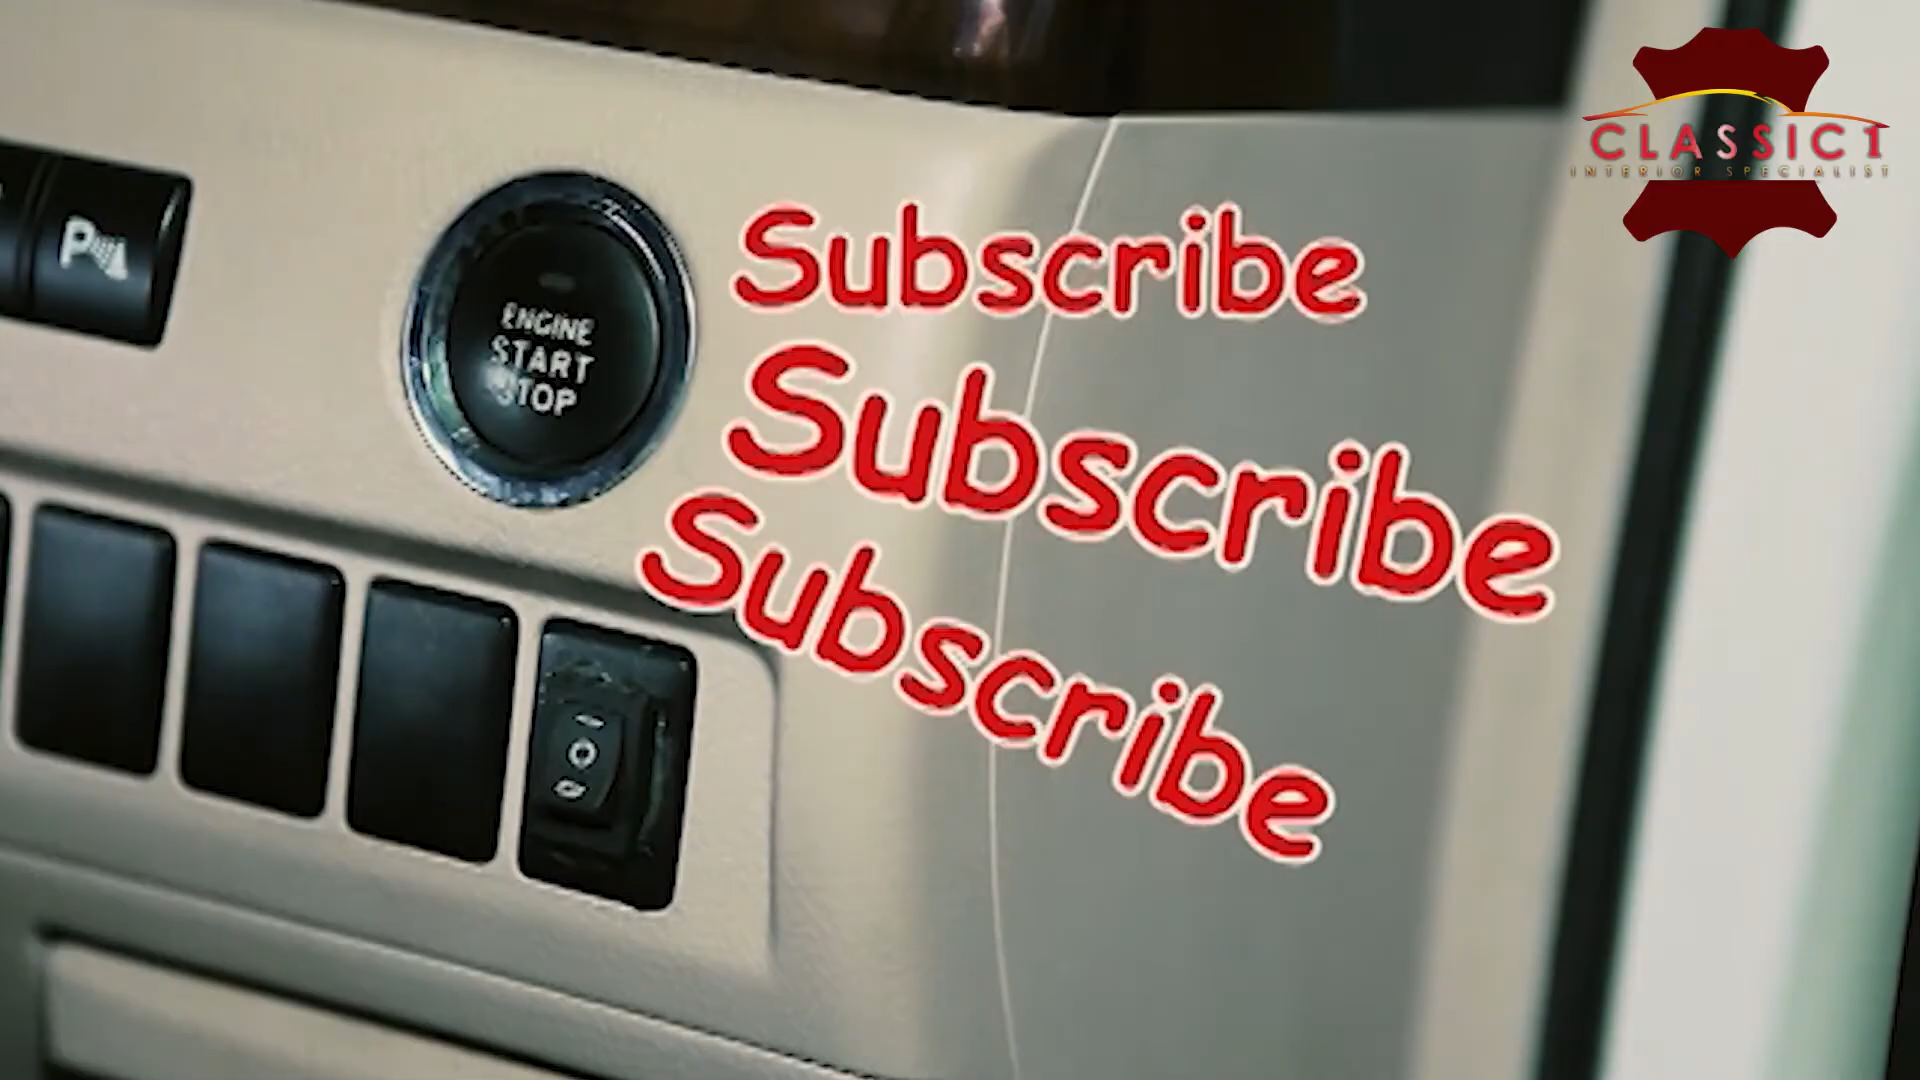 CLASSIC1
INTERIOR SPECIALIST
P
ENGINE
START
STOP
Subscribe
Subscribe
Subscribe